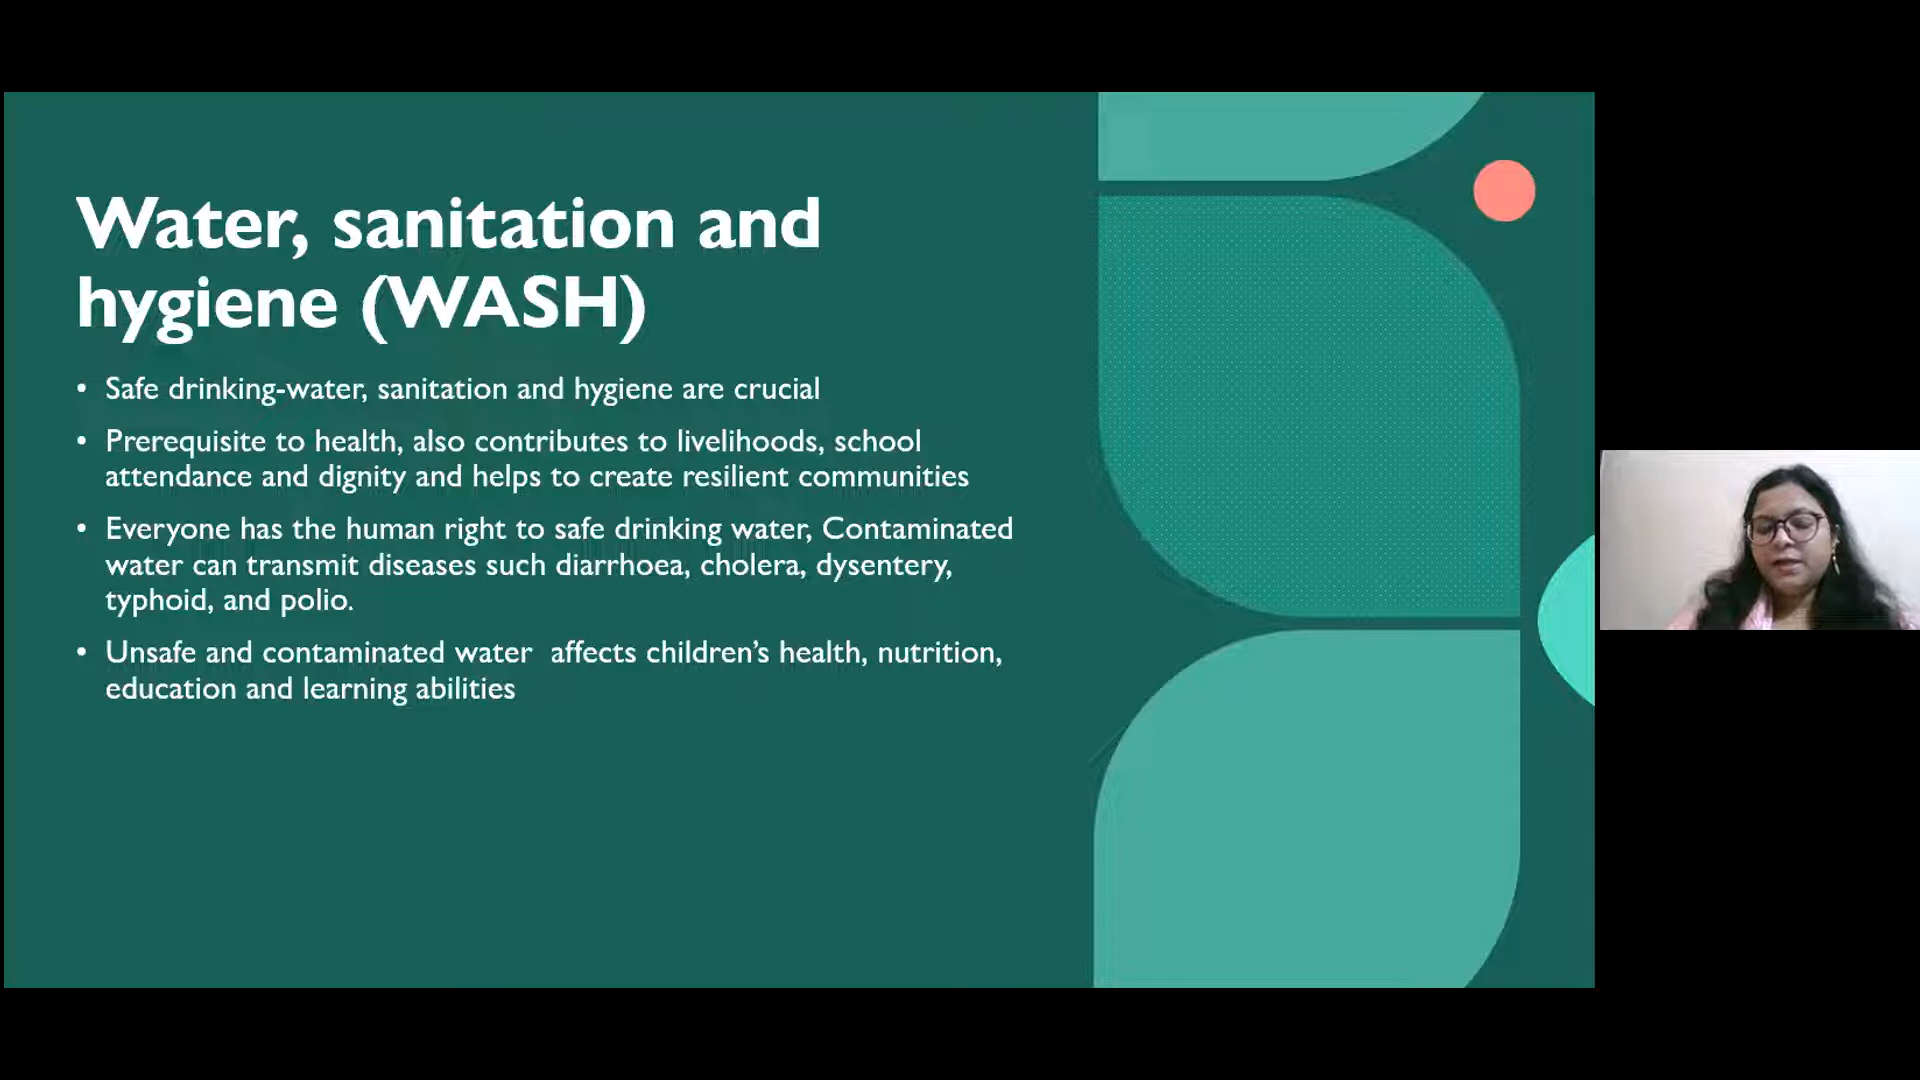 Water, sanitation and
hygiene (WASH)
• Safe drinking-water, sanitation and hygiene are crucial
• Prerequisite to health, also contributes to livelihoods, school
attendance and dignity and helps to create resilient communities
• Everyone has the human right to safe drinking water, Contaminated
water can transmit diseases such diarrhoea, cholera, dysentery,
typhoid, and polio.
• Unsafe and contaminated water  affects children’s health, nutrition,
education and learning abilities